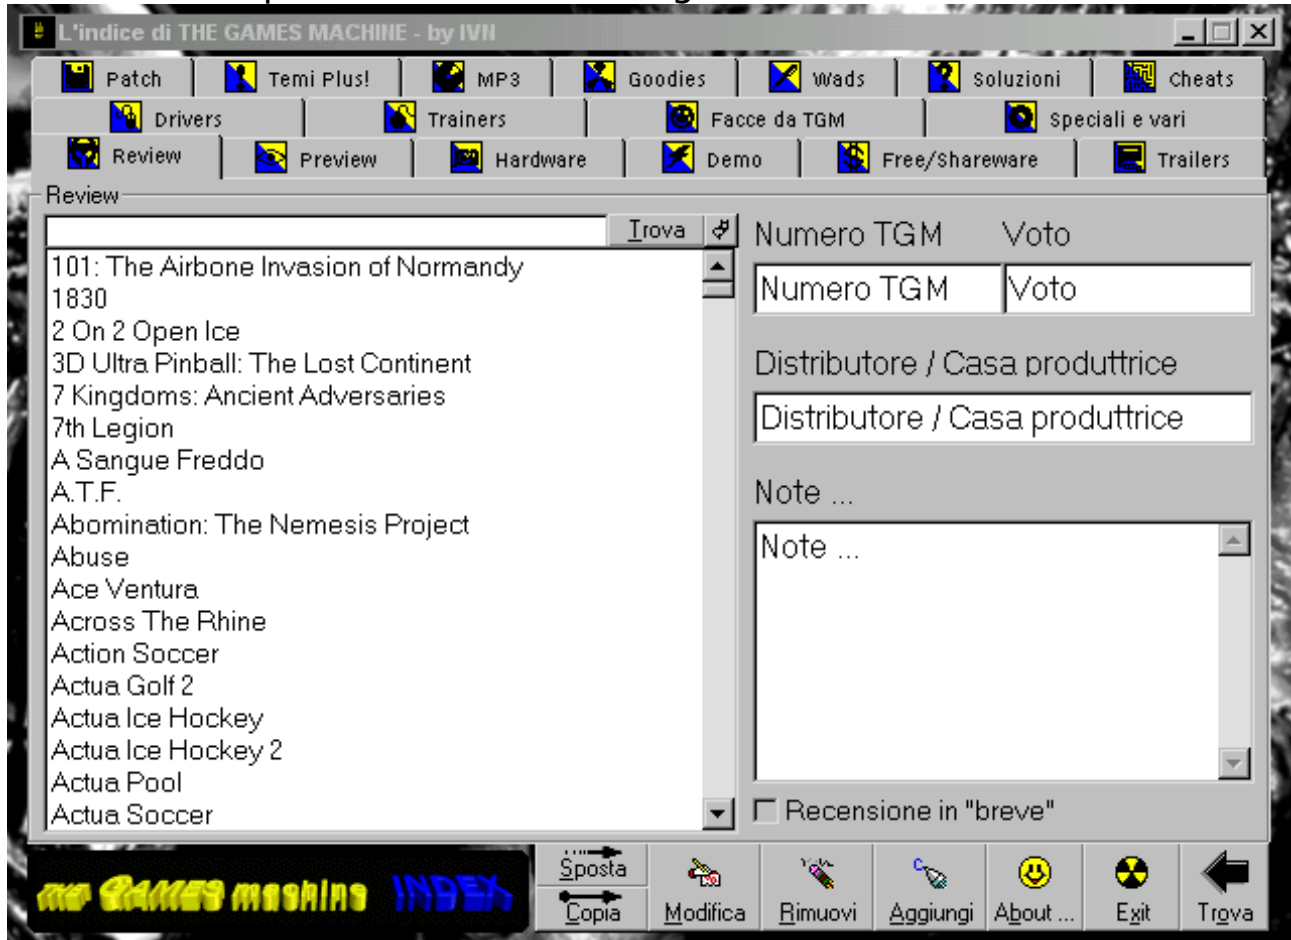 L'indice di THE GAMES MACHINE - by IVN
Patch Temi Plus! MP3 Goodies Wads Soluzioni Cheats
Drivers Trainers Facce da TGM Speciali e vari
Review Preview Hardware Demo Free/Shareware Trailers
Review
Trova
Numero TGM Voto
101: The Airbone Invasion of Normandy
1830
2 On 2 Open Ice
3D Ultra Pinball: The Lost Continent
7 Kingdoms: Ancient Adversaries
7th Legion
A Sangue Freddo
A.T.F.
Abomination: The Nemesis Project
Abuse
Ace Ventura
Across The Rhine
Action Soccer
Actua Golf 2
Actua Ice Hockey
Actua Ice Hockey 2
Actua Pool
Actua Soccer
Numero TGM Voto
Distributore / Casa produttrice
Distributore / Casa produttrice
Note ...
Note ...
Recensione in "breve"
THE GAMES MACHINE INDEX
Sposta
Copia
Modifica Rimuovi Aggiungi About ... Exit Trova